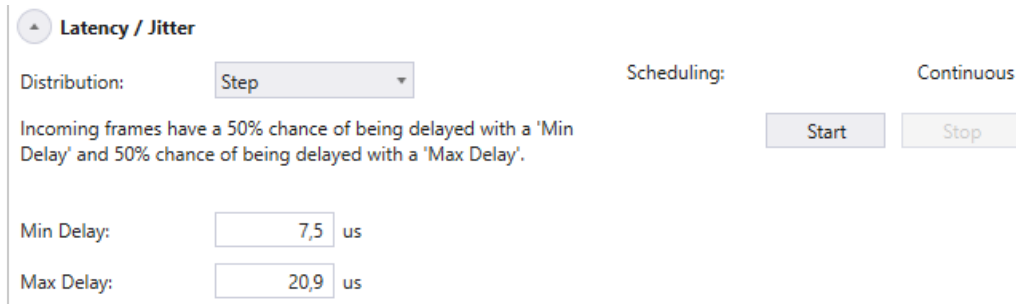 Latency / Jitter
Distribution: Step Scheduling: Continuous
Incoming frames have a 50% chance of being delayed with a 'Min
Delay' and 50% chance of being delayed with a 'Max Delay'.
Start Stop
Min Delay: 7,5 us
Max Delay: 20,9 us